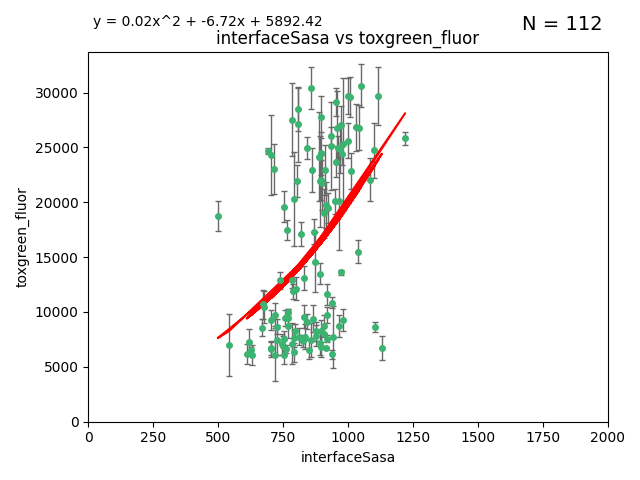 y = 0.02x^2 + -6.72x + 5892.42
N = 112
interfaceSasa vs toxgreen_fluor
toxgreen_fluor
30000
25000
20000
15000
10000
5000
0
0 250 500 750 1000 1250 1500 1750 2000
interfaceSasa